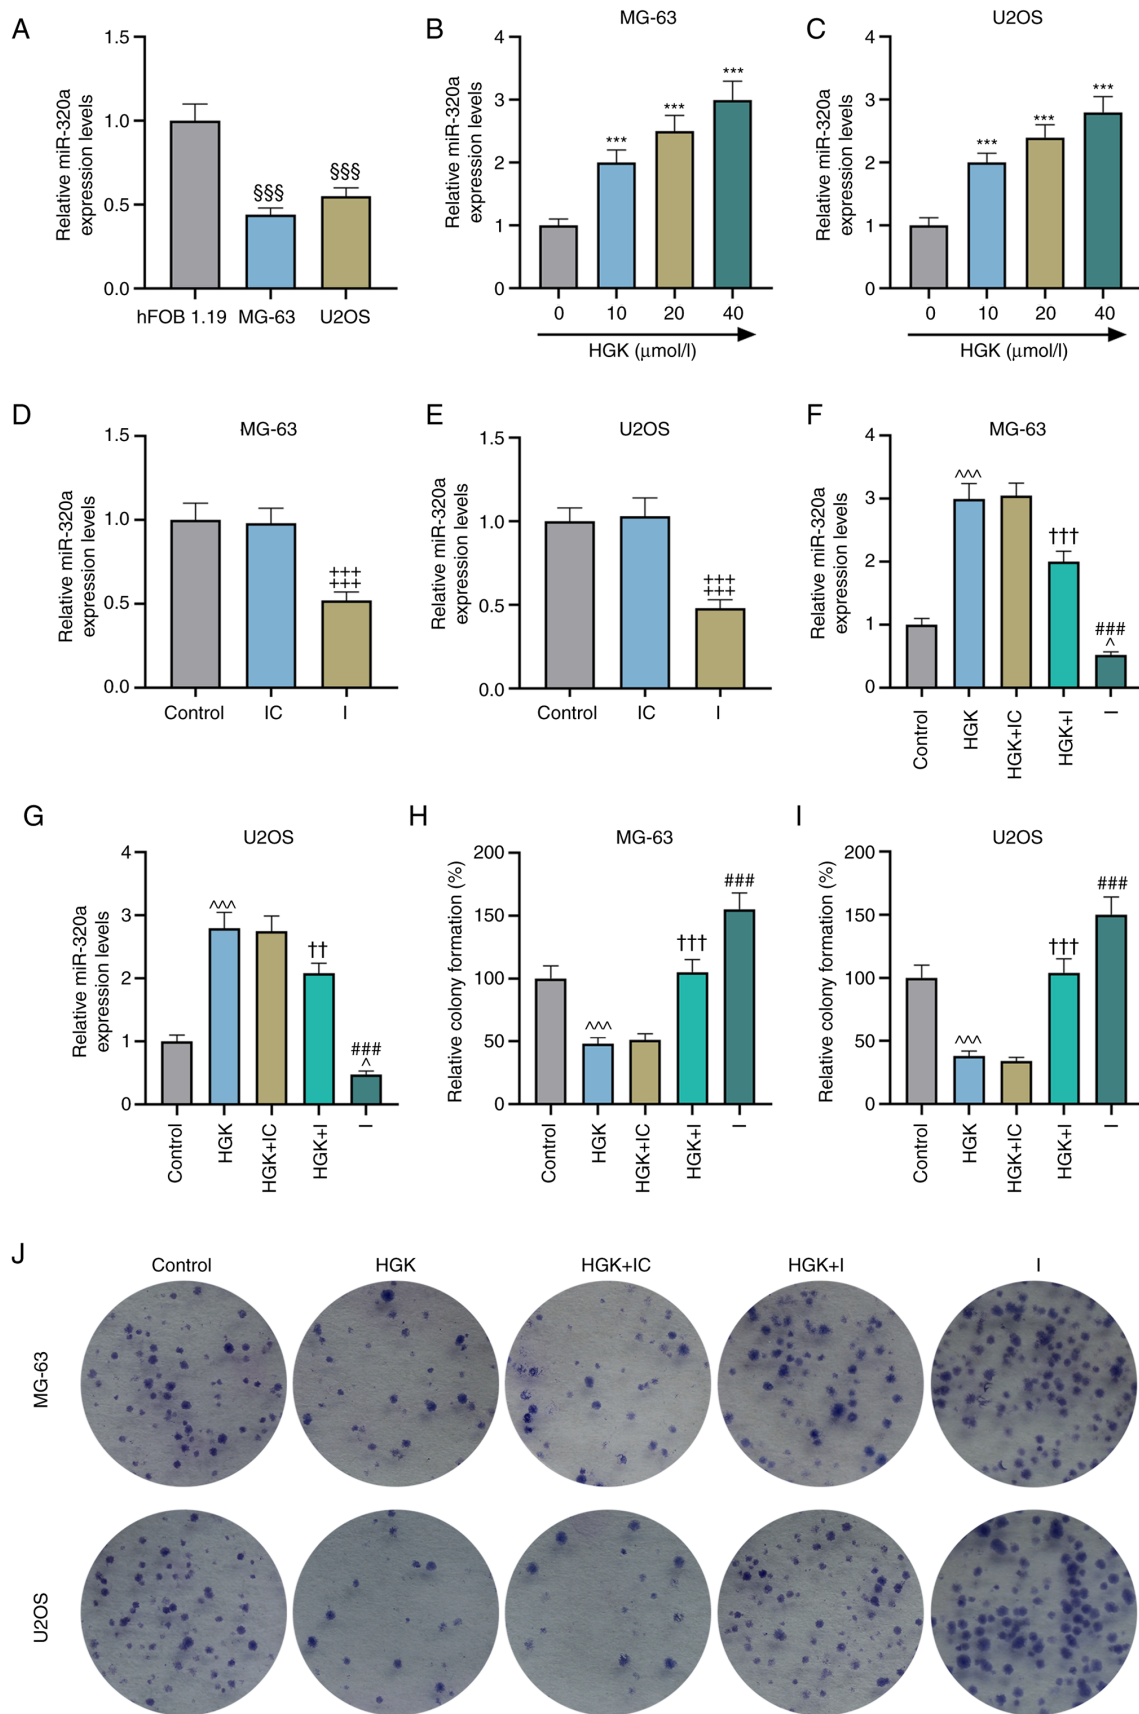 A
Relative miR-320a
expression levels
1.5
1.0
0.5
0.0
§§§
§§§
hFOB 1.19 MG-63 U2OS
B
MG-63
Relative miR-320a
expression levels
4
3
2
1
0
***
***
***
0 10 20 40
HGK (μmol/l)
C
U2OS
Relative miR-320a
expression levels
4
3
2
1
0
***
***
***
0 10 20 40
HGK (μmol/l)
D
MG-63
Relative miR-320a
expression levels
1.5
1.0
0.5
0.0
‡‡‡
Control IC I
E
U2OS
Relative miR-320a
expression levels
1.5
1.0
0.5
0.0
‡‡‡
Control IC I
F
MG-63
Relative miR-320a
expression levels
4
3
2
1
0
^^^
†††
###
^
Control
HGK
HGK+IC
HGK+I
I
G
U2OS
Relative miR-320a
expression levels
4
3
2
1
0
^^^
††
###
^
Control
HGK
HGK+IC
HGK+I
I
H
MG-63
Relative colony formation (%)
200
150
100
50
0
^^^
†††
###
Control
HGK
HGK+IC
HGK+I
I
I
U2OS
Relative colony formation (%)
200
150
100
50
0
^^^
†††
###
Control
HGK
HGK+IC
HGK+I
I
J
Control HGK HGK+IC HGK+I I
MG-63
U2OS